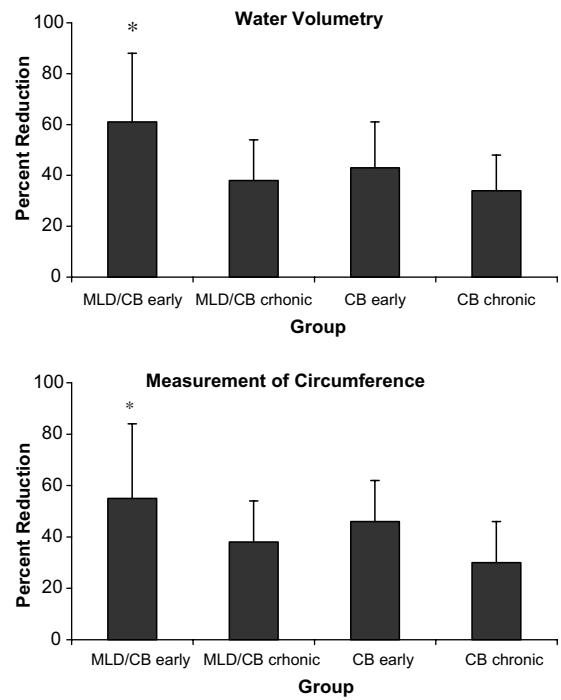 Water Volumetry
Percent Reduction
100
80
60
40
20
0
*
MLD/CB early MLD/CB crhonic CB early CB chronic
Group
Measurement of Circumference
Percent Reduction
100
80
60
40
20
0
*
MLD/CB early MLD/CB crhonic CB early CB chronic
Group